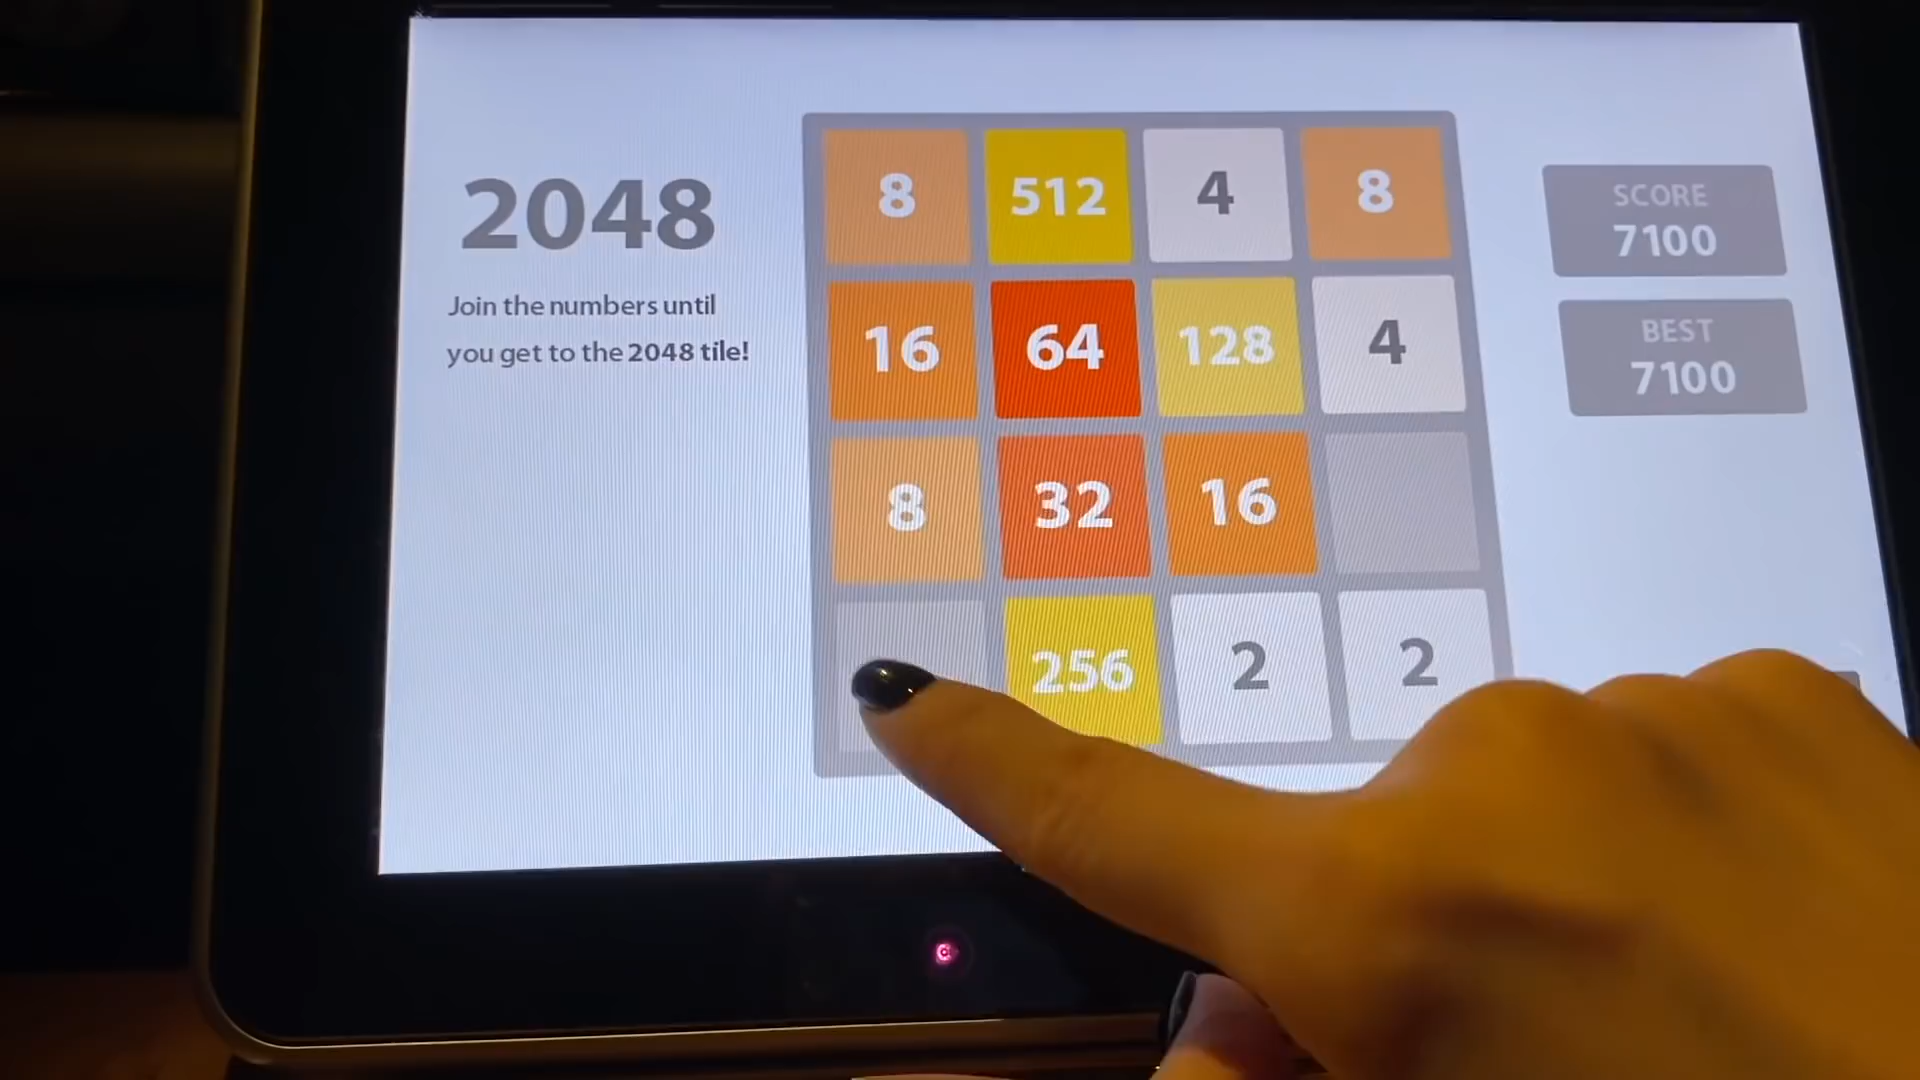 2048
Join the numbers until
you get to the 2048 tile!
8 512 4 8
16 64 128 4
8 32 16
256 2 2
SCORE
7100
BEST
7100